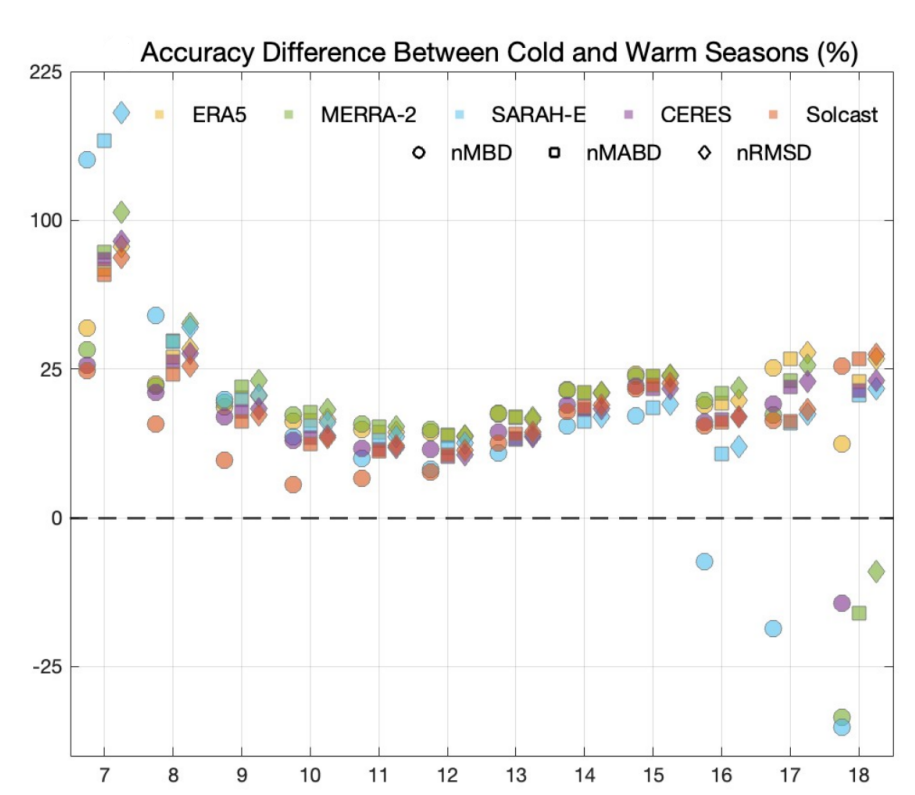 Accuracy Difference Between Cold and Warm Seasons (%)
225
ERA5 MERRA-2 SARAH-E CERES Solcast
nMBD nMABD nRMSD
100
25
0
-25
7 8 9 10 11 12 13 14 15 16 17 18